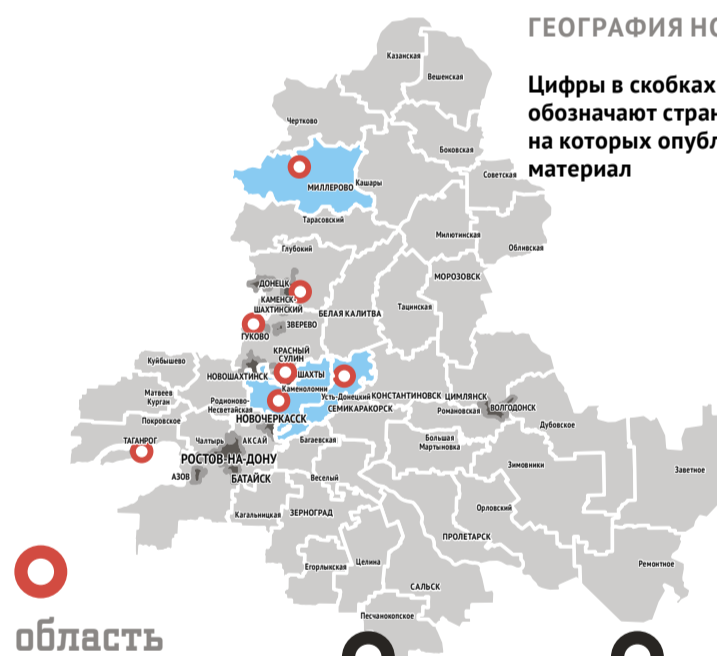 ГЕОГРАФИЯ НО
Цифры в скобках
обозначают стран
на которых опубл
материал
Казанская
Вешенская
Чертково
Боковская
Советская
МИЛЛЕРОВО
Кашары
Тарасовский
Милютинская
Обливская
Глубокий
МОРОЗОВСК
ДОНЕЦК
КАМЕНСК-
ШАХТИНСКИЙ
БЕЛАЯ КАЛИТВА
Тацинская
ЗВЕРЕВО
ГУКОВО
КРАСНЫЙ
СУЛИН
Куйбышево
НОВОШАХТИНСК
ШАХТЫ
Каменоломни
Матвеев
Курган
Родионово-
Несветайская
Усть-Донецкий
КОНСТАНТИНОВСК
ЦИМЛЯНСК
СЕМИКАРАКОРСК
Романовская
ВОЛГОДОНСК
Покровское
НОВОЧЕРКАССК
Дубовское
ТАГАНРОГ
Чалтырь
АКСАЙ
Багаевская
Большая
Мартыновка
РОСТОВ-НА-ДОНУ
Зимовники
Заветное
АЗОВ
БАТАЙСК
Веселый
Кагальницкая
ЗЕРНОГРАД
Орловский
ПРОЛЕТАРСК
Егорлыкская
Целина
Ремонтное
САЛЬСК
Песчанокопское
область